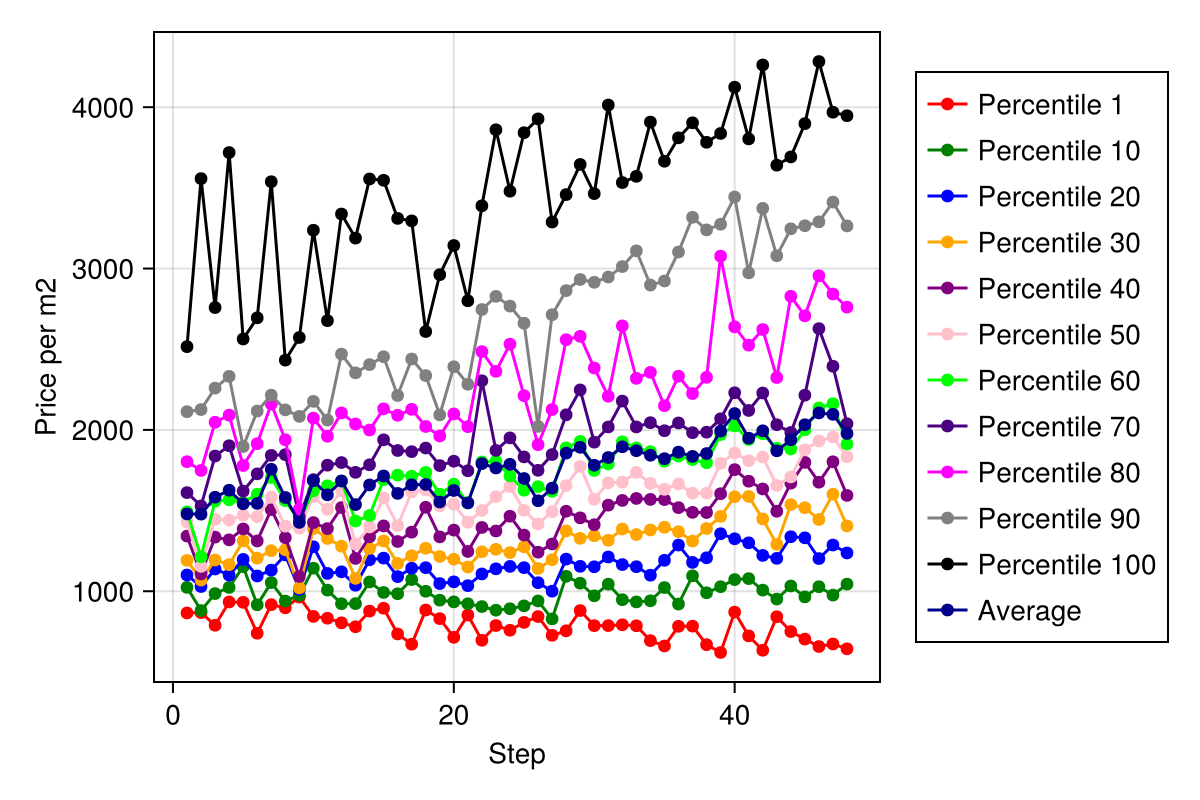 4000
3000
2000
1000
Price per m2
0
20
40
Step
Percentile 1
Percentile 10
Percentile 20
Percentile 30
Percentile 40
Percentile 50
Percentile 60
Percentile 70
Percentile 80
Percentile 90
Percentile 100
Average